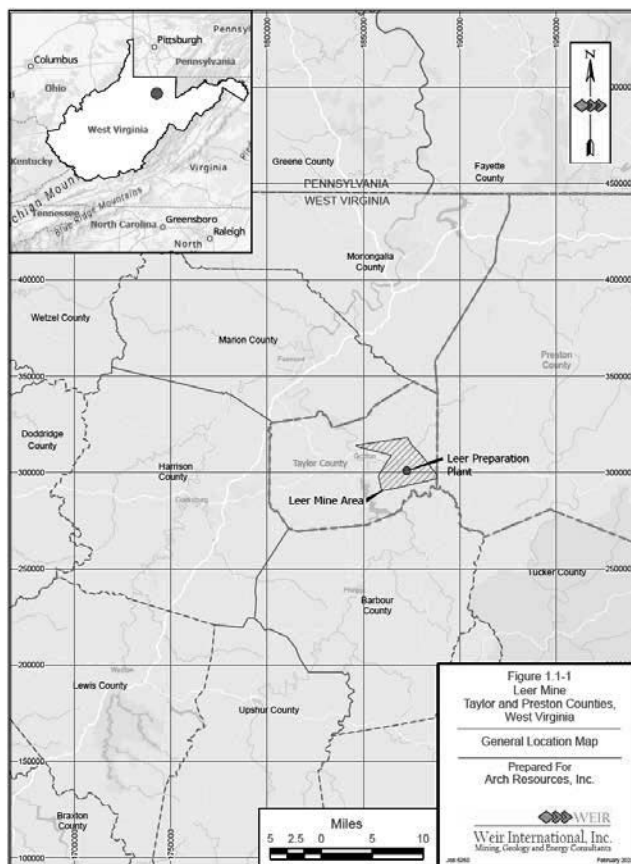 Pittsburgh
Columbus
Pennsylvania
Ohio
West Virginia
Kentucky
Virginia
Blue Ridge Mountains
Tennessee
North Carolina
Greensboro
Raleigh
North
N
Greene County
Fayette
County
PENNSYLVANIA
WEST VIRGINIA
Monongalia
County
400000
Wetzel County
Marion County
Preston
County
350000
Doddridge
County
Harrison
County
Taylor County
Leer Preparation
Plant
300000
Leer Mine Area
250000
Tucker County
Barbour
County
200000
Lewis County
Upshur County
150000
Braxton
County
100000
Miles
5 2.5 0 5 10
Figure 1.1-1
Leer Mine
Taylor and Preston Counties,
West Virginia
General Location Map
Prepared For
Arch Resources, Inc.
WEIR
Weir International, Inc.
Mining, Geology and Energy Consultants
February